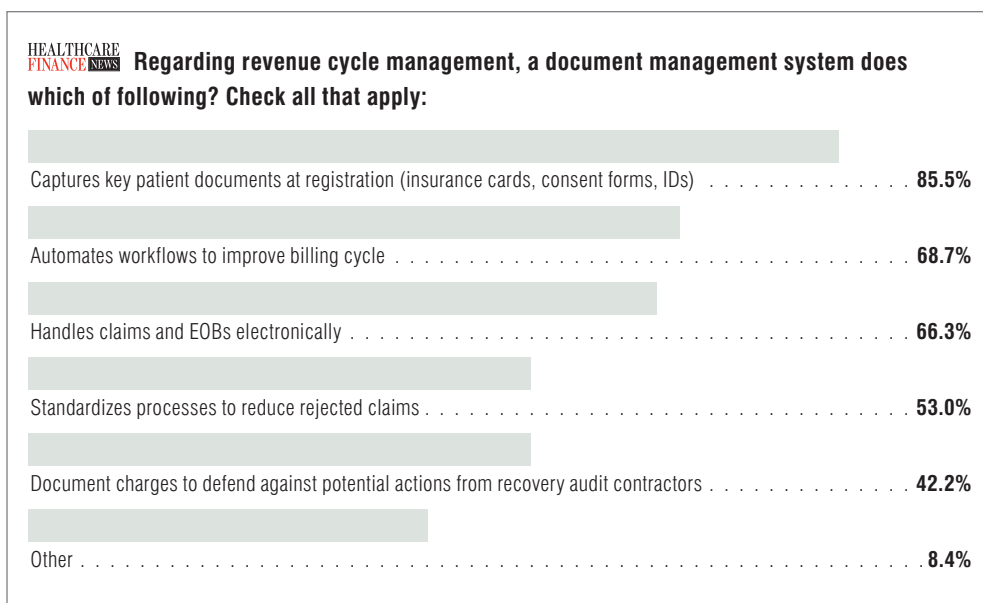 HEALTHCARE
FINANCE NEWS
Regarding revenue cycle management, a document management system does
which of following? Check all that apply:
Captures key patient documents at registration (insurance cards, consent forms, IDs) . . . . . . . . . . . . . . 85.5%
Automates workflows to improve billing cycle . . . . . . . . . . . . . . . . . . . . . . . . . . . . . . . . . . . 68.7%
Handles claims and EOBs electronically . . . . . . . . . . . . . . . . . . . . . . . . . . . . . . . . . . . . . . 66.3%
Standardizes processes to reduce rejected claims . . . . . . . . . . . . . . . . . . . . . . . . . . . . . . . . 53.0%
Document charges to defend against potential actions from recovery audit contractors . . . . . . . . . . . . . . 42.2%
Other . . . . . . . . . . . . . . . . . . . . . . . . . . . . . . . . . . . . . . . . . . . . . . . . . . . . . . . . . 8.4%